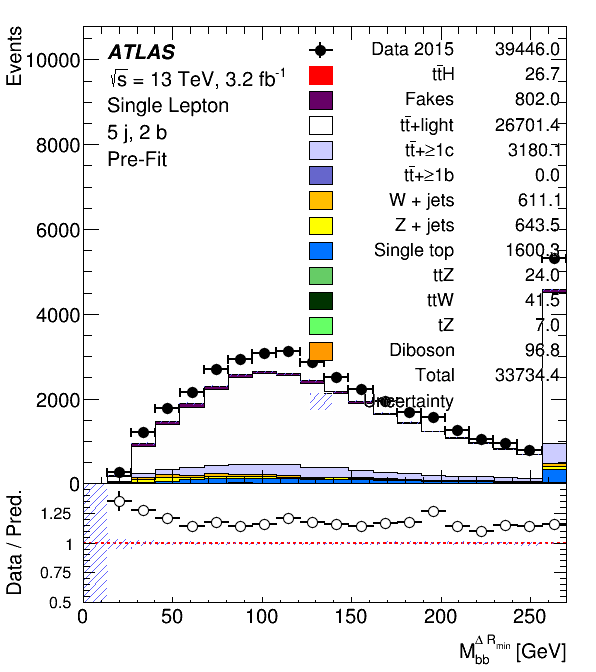 Events
10000
8000
6000
4000
2000
0
ATLAS
√s = 13 TeV, 3.2 fb⁻¹
Single Lepton
5 j, 2 b
Pre-Fit
Data 2015 39446.0
tt̄H 26.7
Fakes 802.0
tt̄+light 26701.4
tt̄+≥1c 3180.1
tt̄+≥1b 0.0
W + jets 611.1
Z + jets 643.5
Single top 1600.3
ttZ 24.0
ttW 41.5
tZ 7.0
Diboson 96.8
Total 33734.4
Uncertainty
Data / Pred.
1.25
1
0.75
0.5
0 50 100 150 200 250
M_bb^Δ R_min [GeV]